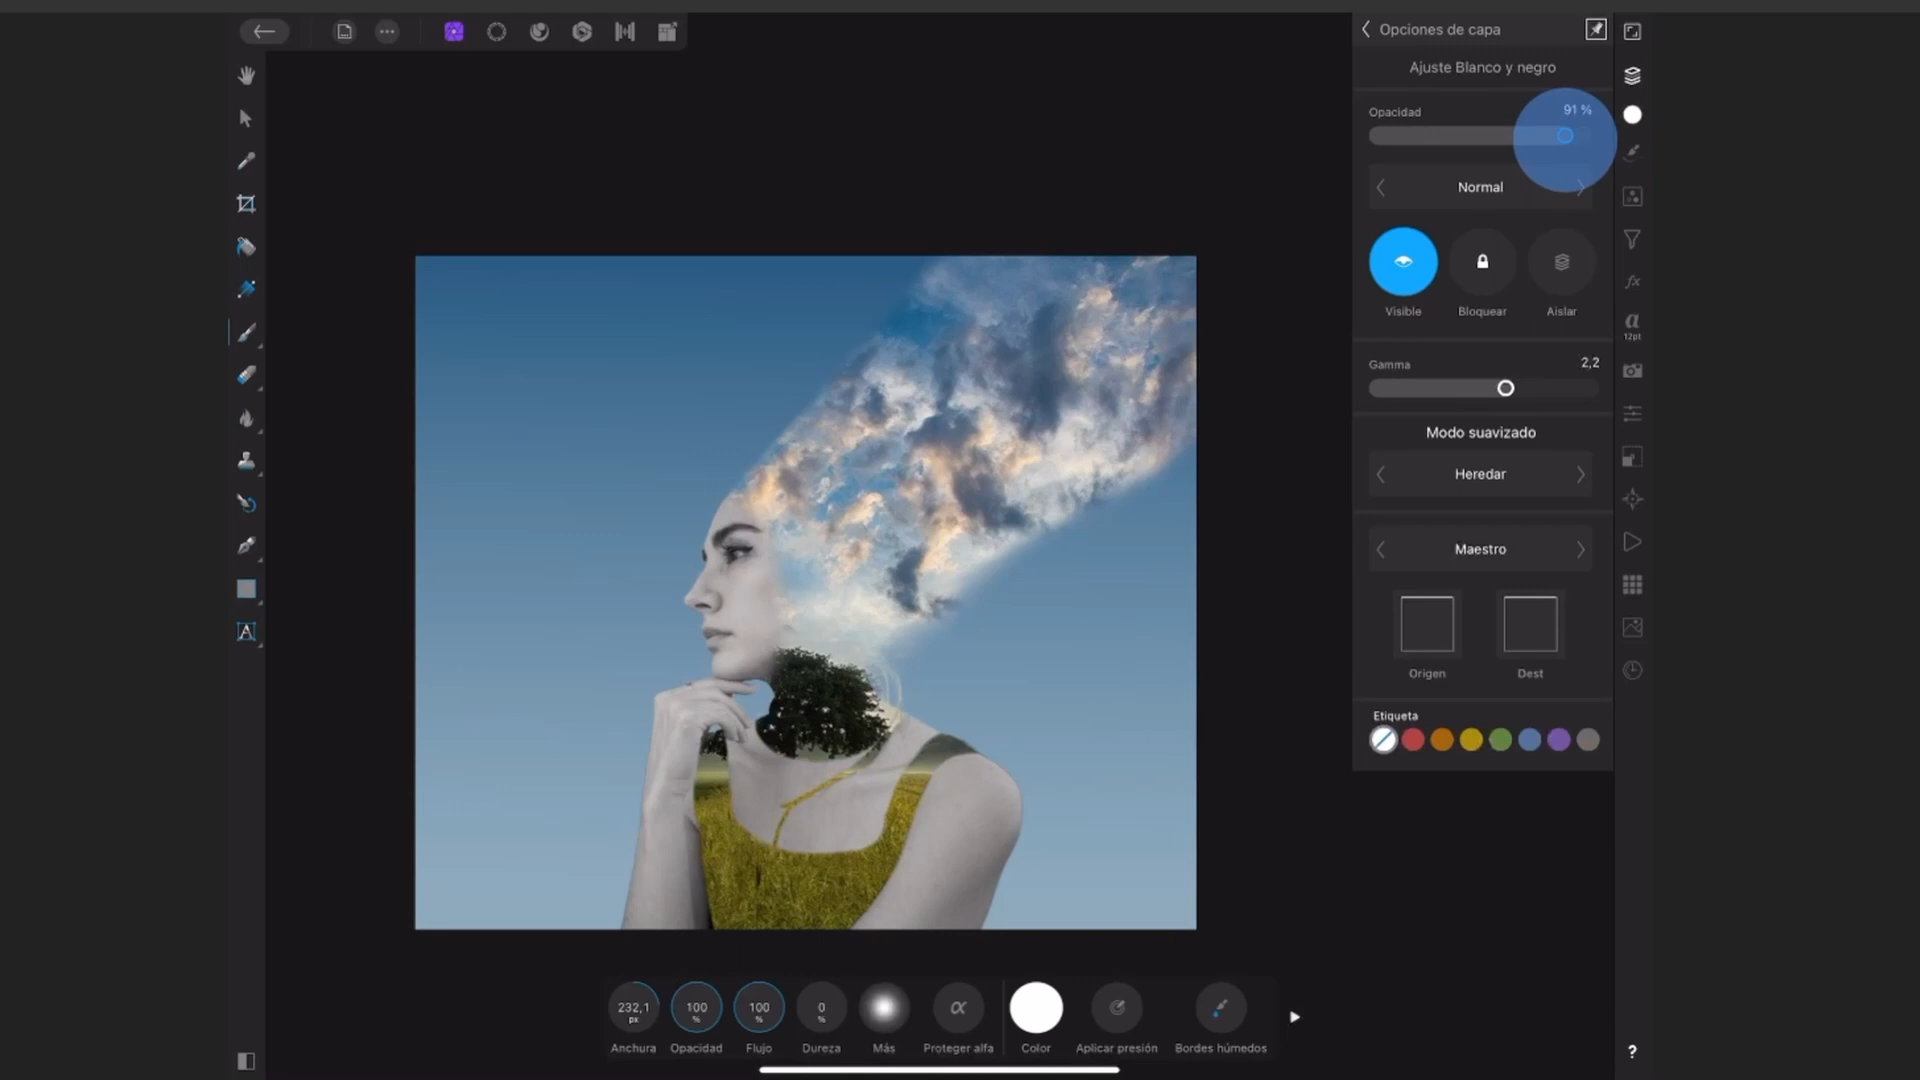 Opciones de capa
Ajuste Blanco y negro
Opacidad
91 %
Normal
Visible
Bloquear
Aislar
fx
a
12pt
Gamma
2,2
Modo suavizado
Heredar
Maestro
Origen
Dest
Etiqueta
A
232,1
px
100
%
100
%
0
%
α
Anchura
Opacidad
Flujo
Dureza
Más
Proteger alfa
Color
Aplicar presión
Bordes húmedos
?